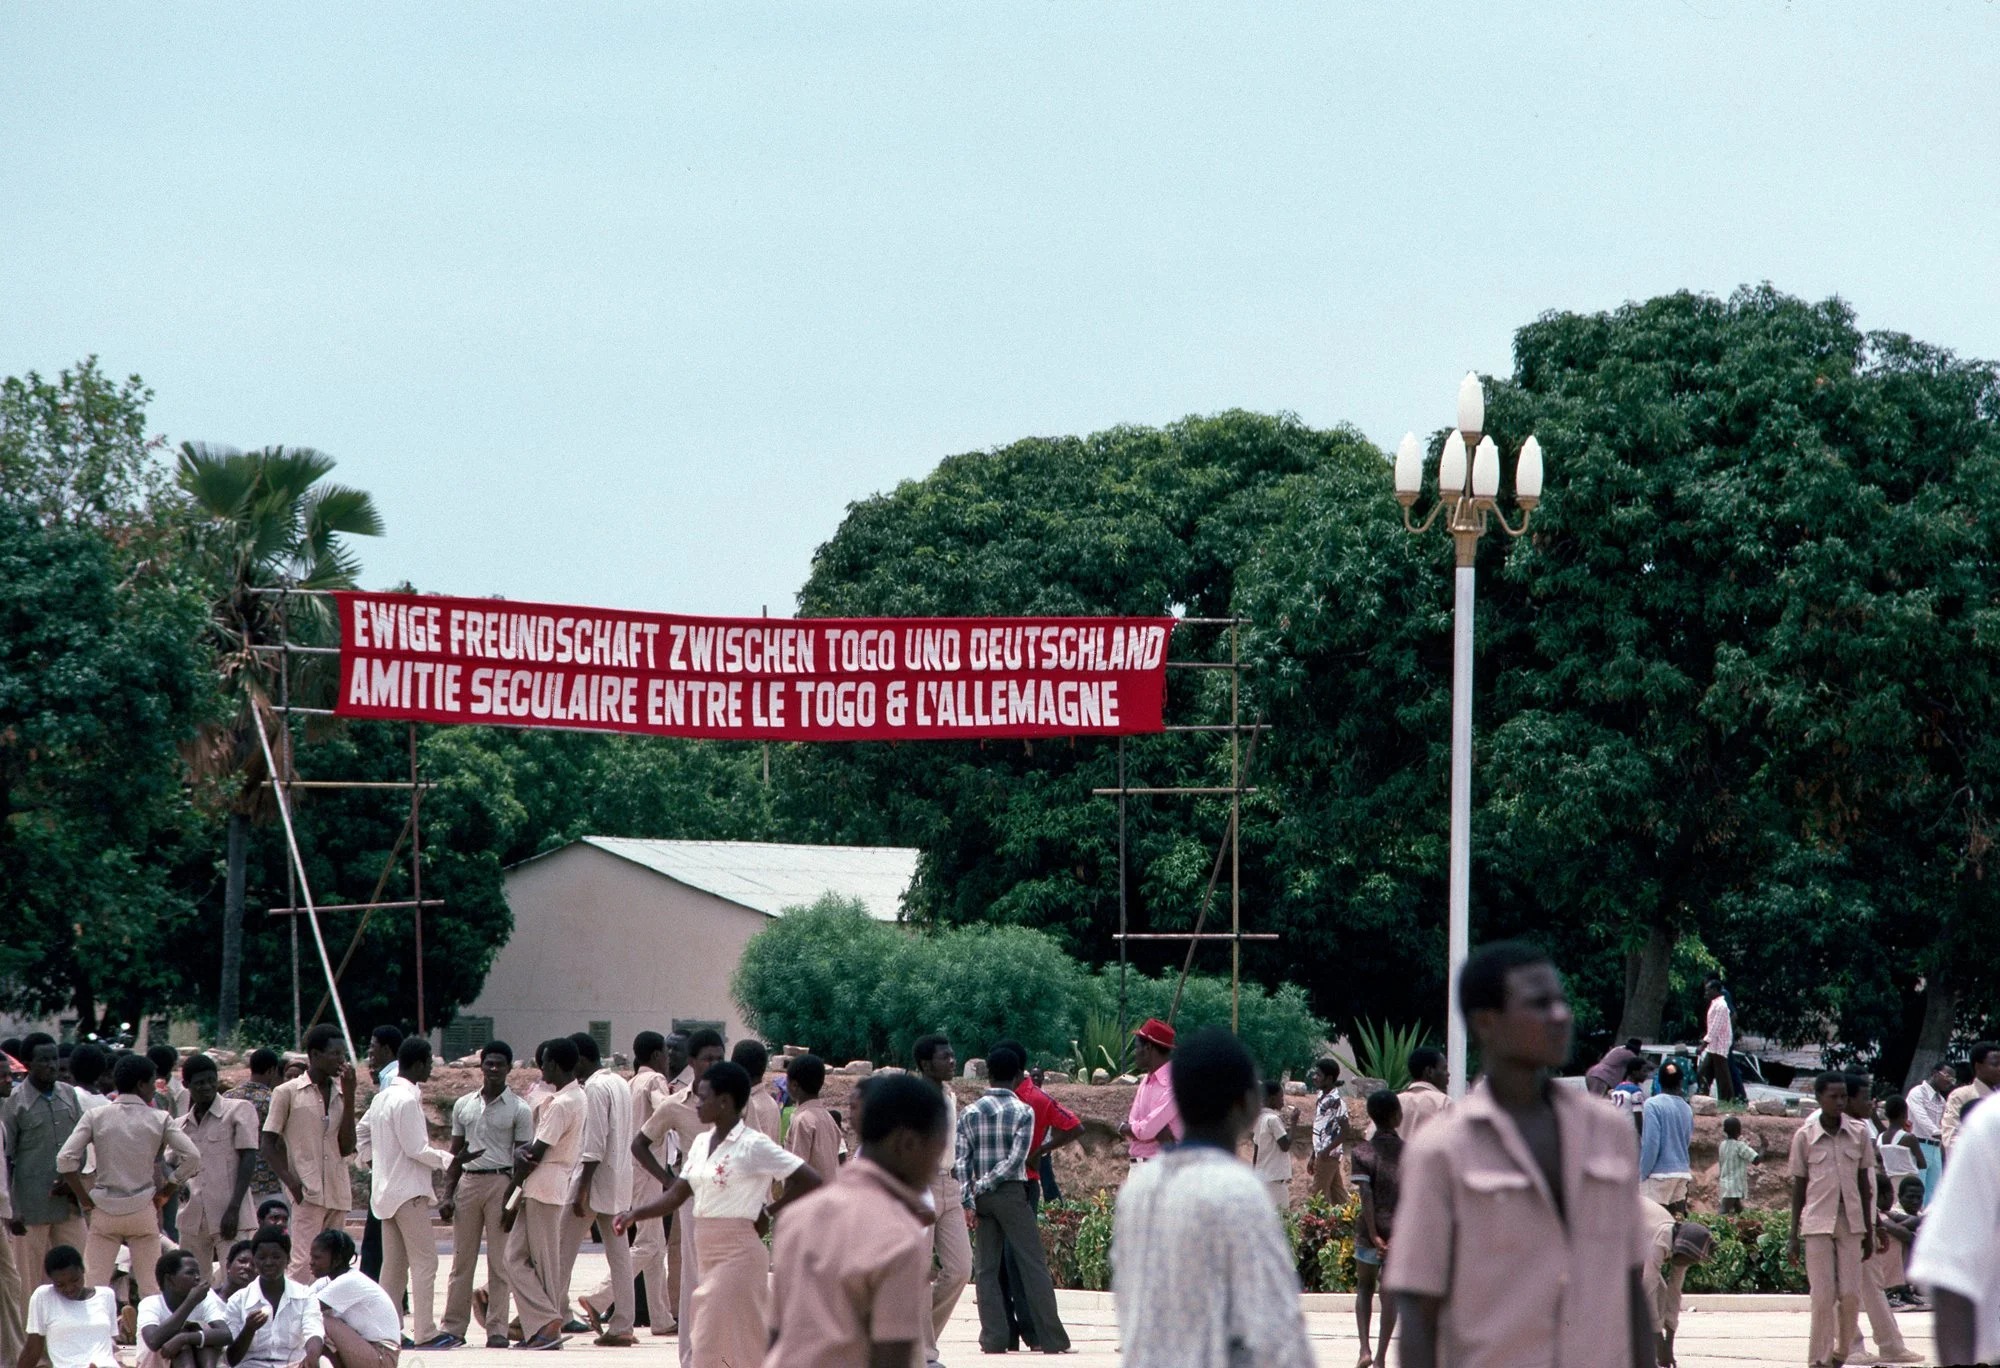 EWIGE FREUNDSCHAFT ZWISCHEN TOGO UND DEUTSCHLAND
AMITIE SECULAIRE ENTRE LE TOGO & L'ALLEMAGNE